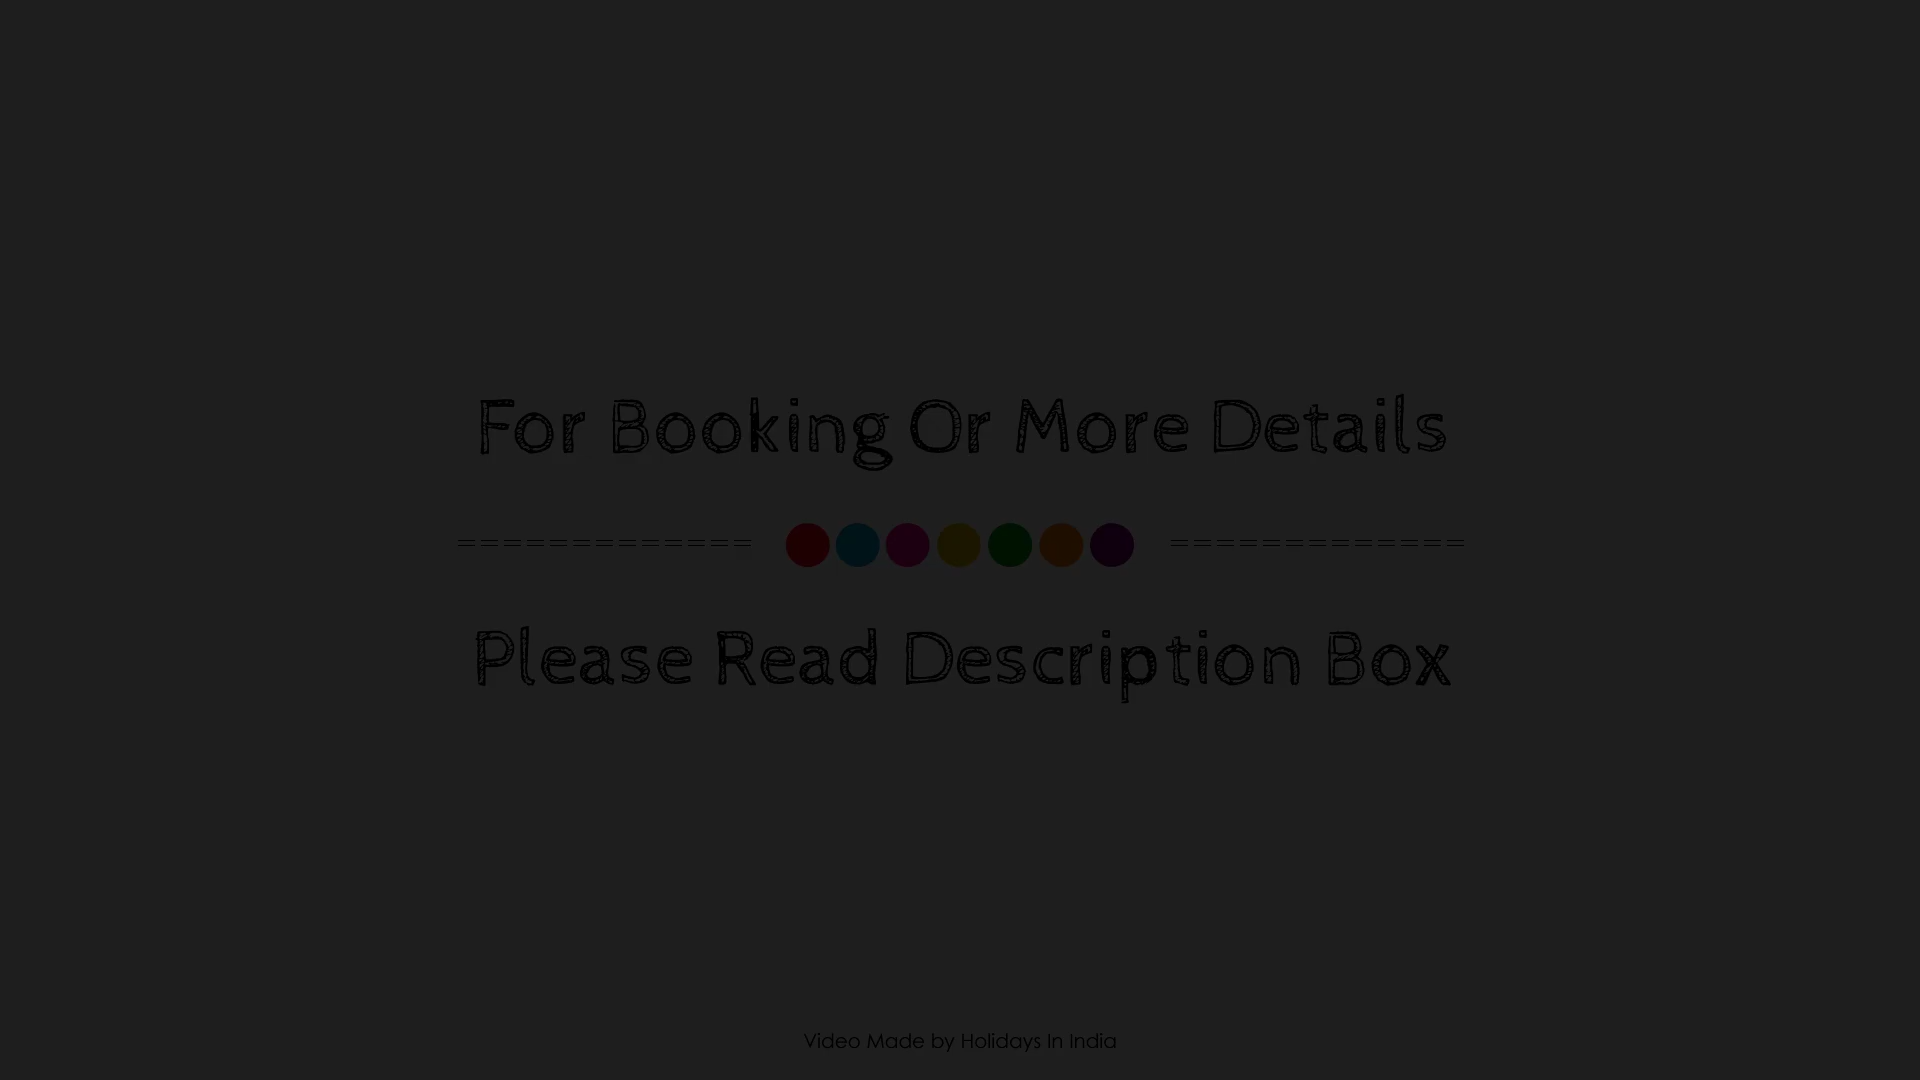 For Booking Or More Details
============= =============
Please Read Description Box
Video Made by Holidays In India